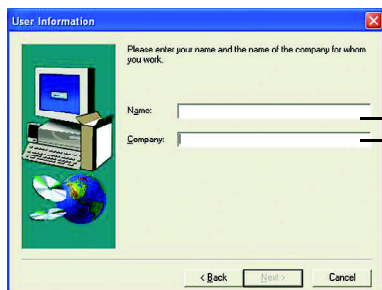 User Information
Please enter your name and the name of the company for whom
you work.
Name:
Company:
< Back Next > Cancel